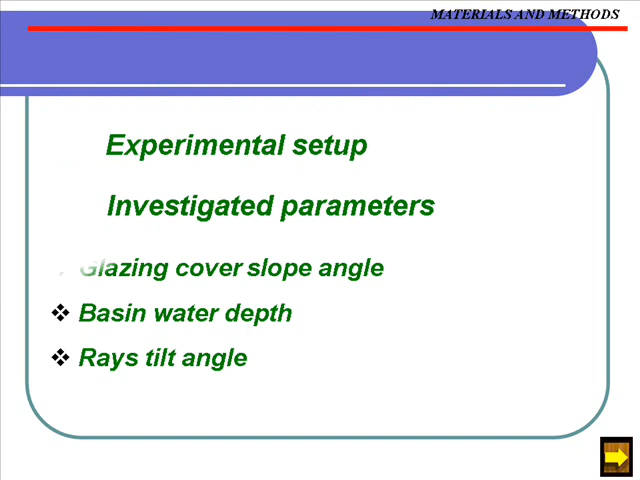 MATERIALS AND METHODS
Experimental setup
Investigated parameters
Glazing cover slope angle
❖ Basin water depth
❖ Rays tilt angle